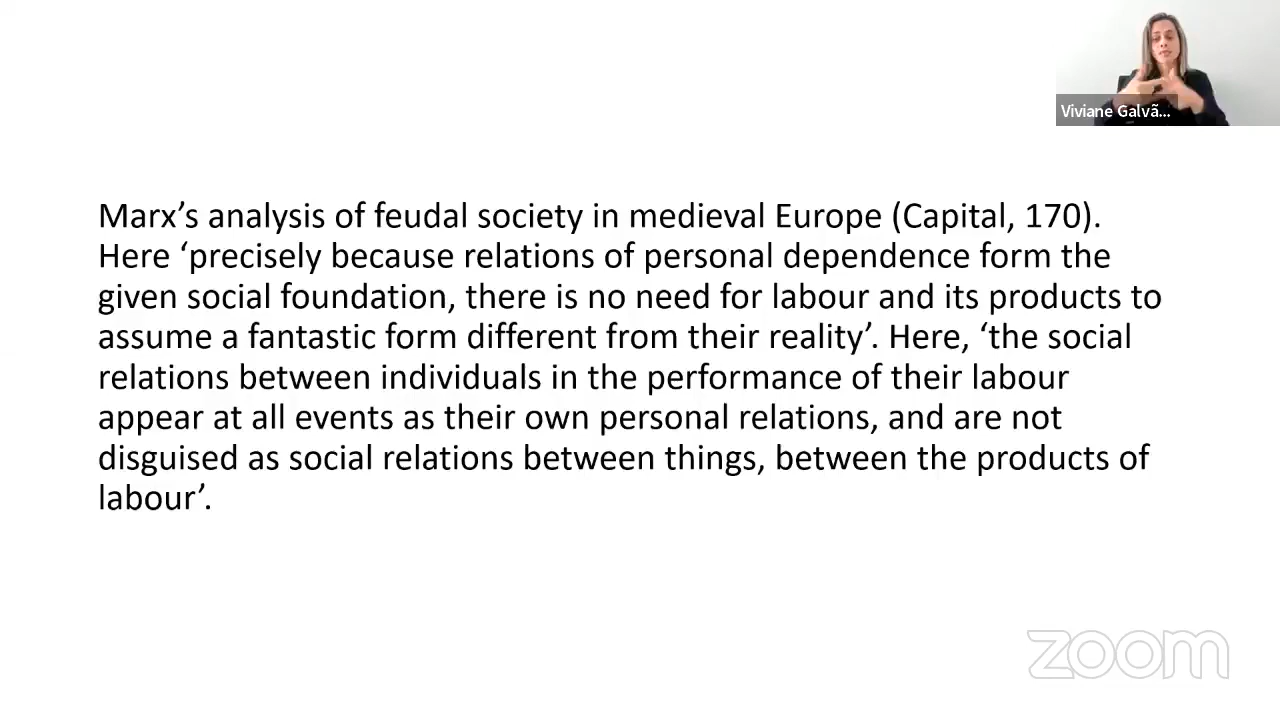 Viviane Galvã...
Marx’s analysis of feudal society in medieval Europe (Capital, 170).
Here ‘precisely because relations of personal dependence form the
given social foundation, there is no need for labour and its products to
assume a fantastic form different from their reality’. Here, ‘the social
relations between individuals in the performance of their labour
appear at all events as their own personal relations, and are not
disguised as social relations between things, between the products of
labour’.
zoom